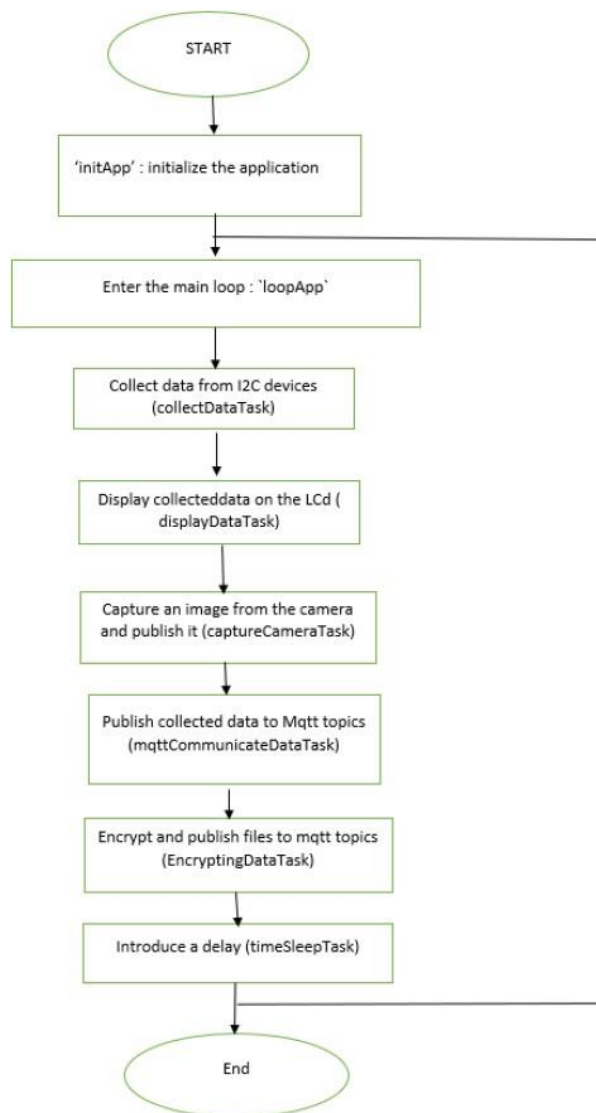 START
‘initApp’ : initialize the application
Enter the main loop : `loopApp`
Collect data from I2C devices
(collectDataTask)
Display collecteddata on the LCd (
displayDataTask)
Capture an image from the camera
and publish it (captureCameraTask)
Publish collected data to Mqtt topics
(mqttCommunicateDataTask)
Encrypt and publish files to mqtt topics
(EncryptingDataTask)
Introduce a delay (timeSleepTask)
End